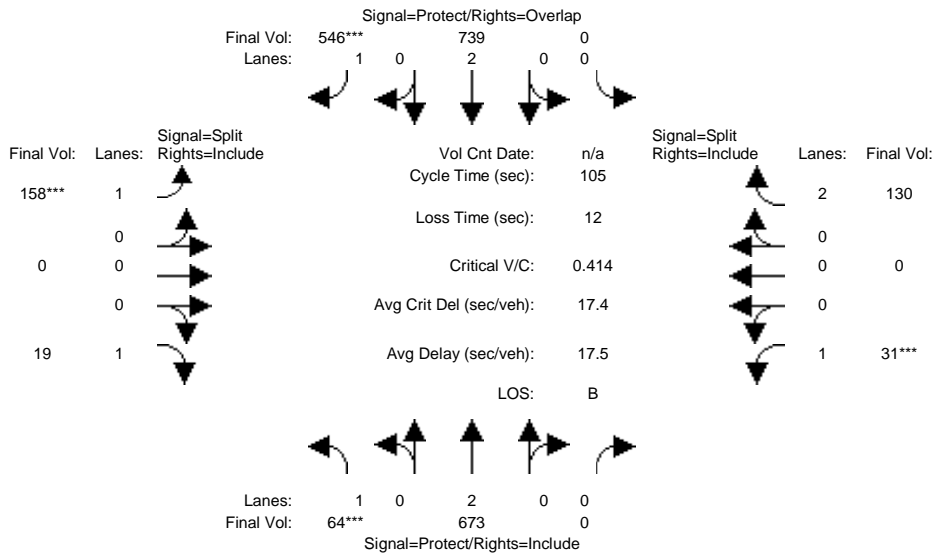 Signal=Protect/Rights=Overlap
Final Vol: 546*** 739 0
Lanes: 1 0 2 0 0
Signal=Split
Final Vol: Lanes: Rights=Include
Vol Cnt Date: n/a
Signal=Split
Rights=Include Lanes: Final Vol:
Cycle Time (sec): 105
158*** 1
2 130
Loss Time (sec): 12
0
0
0 0
Critical V/C: 0.414
0 0
0
Avg Crit Del (sec/veh): 17.4
0
19 1
Avg Delay (sec/veh): 17.5
1 31***
LOS: B
Lanes: 1 0 2 0 0
Final Vol: 64*** 673 0
Signal=Protect/Rights=Include